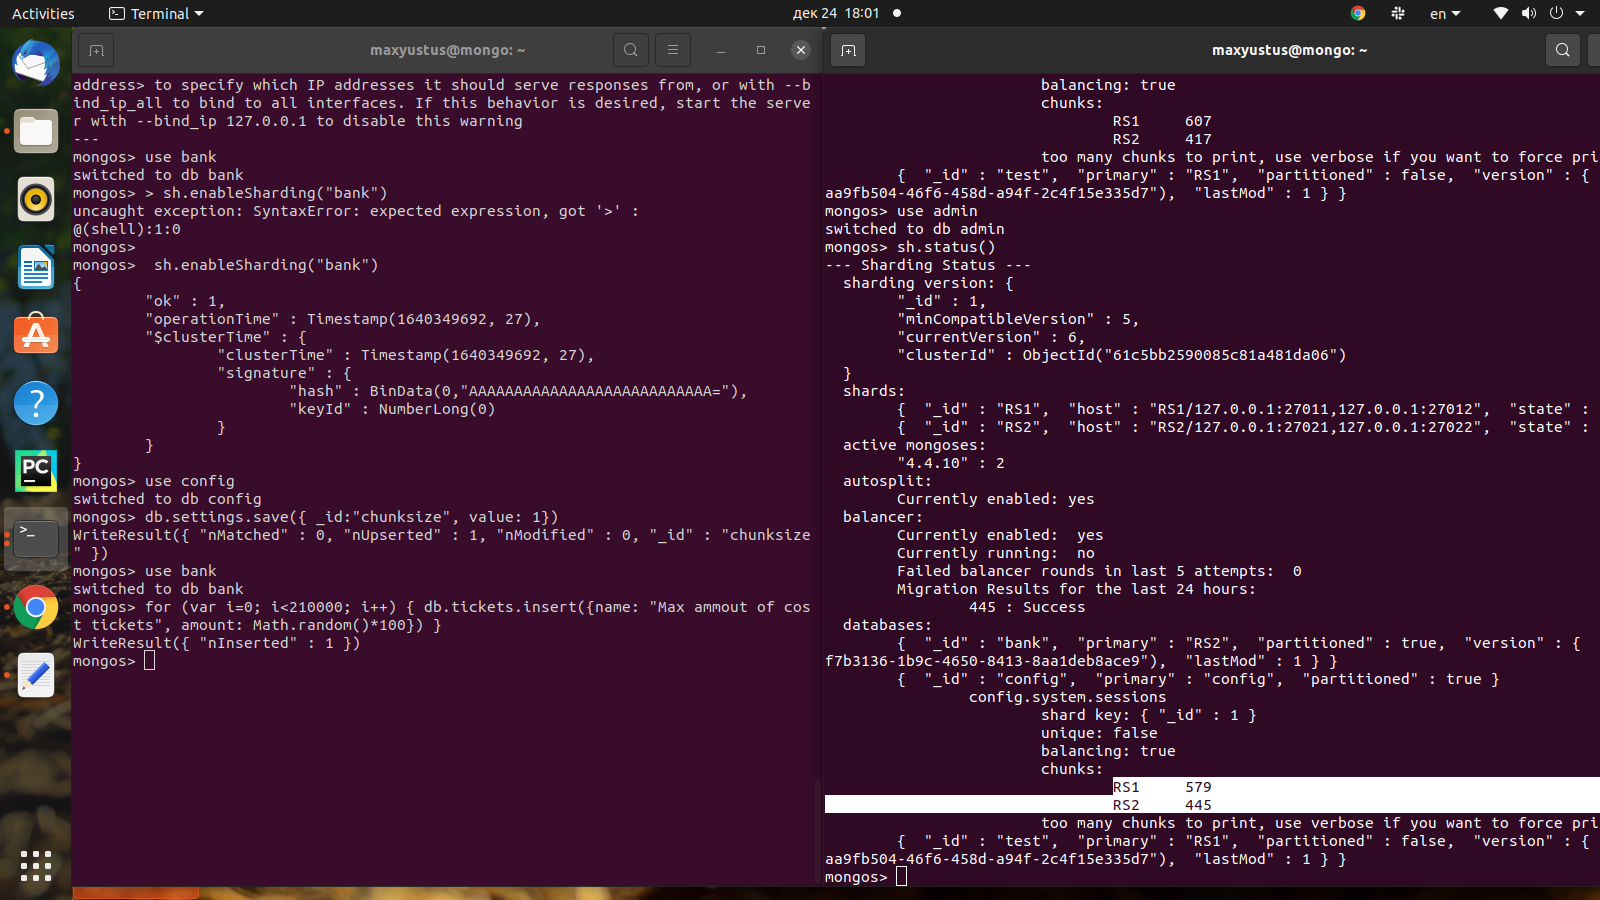 Activities
Terminal
дек 24 18:01
en
maxyustus@mongo: ~
address> to specify which IP addresses it should serve responses from, or with --b
ind_ip_all to bind to all interfaces. If this behavior is desired, start the serve
r with --bind_ip 127.0.0.1 to disable this warning
---
mongos> use bank
switched to db bank
mongos> > sh.enableSharding("bank")
uncaught exception: SyntaxError: expected expression, got '>' :
@(shell):1:0
mongos>
mongos>  sh.enableSharding("bank")
{
        "ok" : 1,
        "operationTime" : Timestamp(1640349692, 27),
        "$clusterTime" : {
                "clusterTime" : Timestamp(1640349692, 27),
                "signature" : {
                        "hash" : BinData(0,"AAAAAAAAAAAAAAAAAAAAAAAAAAA="),
                        "keyId" : NumberLong(0)
                }
        }
}
mongos> use config
switched to db config
mongos> db.settings.save({ _id:"chunksize", value: 1})
WriteResult({ "nMatched" : 0, "nUpserted" : 1, "nModified" : 0, "_id" : "chunksize
" })
mongos> use bank
switched to db bank
mongos> for (var i=0; i<210000; i++) { db.tickets.insert({name: "Max ammout of cos
t tickets", amount: Math.random()*100}) }
WriteResult({ "nInserted" : 1 })
mongos>
maxyustus@mongo: ~
                        balancing: true
                        chunks:
                                RS1     607
                                RS2     417
                        too many chunks to print, use verbose if you want to force pri
        {  "_id" : "test",  "primary" : "RS1",  "partitioned" : false,  "version" : {
aa9fb504-46f6-458d-a94f-2c4f15e335d7"),  "lastMod" : 1 } }
mongos> use admin
switched to db admin
mongos> sh.status()
--- Sharding Status ---
  sharding version: {
        "_id" : 1,
        "minCompatibleVersion" : 5,
        "currentVersion" : 6,
        "clusterId" : ObjectId("61c5bb2590085c81a481da06")
  }
  shards:
        {  "_id" : "RS1",  "host" : "RS1/127.0.0.1:27011,127.0.0.1:27012",  "state" :
        {  "_id" : "RS2",  "host" : "RS2/127.0.0.1:27021,127.0.0.1:27022",  "state" :
  active mongoses:
        "4.4.10" : 2
  autosplit:
        Currently enabled: yes
  balancer:
        Currently enabled:  yes
        Currently running:  no
        Failed balancer rounds in last 5 attempts:  0
        Migration Results for the last 24 hours:
                445 : Success
  databases:
        {  "_id" : "bank",  "primary" : "RS2",  "partitioned" : true,  "version" : {
f7b3136-1b9c-4650-8413-8aa1deb8ace9"),  "lastMod" : 1 } }
        {  "_id" : "config",  "primary" : "config",  "partitioned" : true }
                config.system.sessions
                        shard key: { "_id" : 1 }
                        unique: false
                        balancing: true
                        chunks:
                                RS1     579
                                RS2     445
                        too many chunks to print, use verbose if you want to force pri
        {  "_id" : "test",  "primary" : "RS1",  "partitioned" : false,  "version" : {
aa9fb504-46f6-458d-a94f-2c4f15e335d7"),  "lastMod" : 1 } }
mongos>
PC